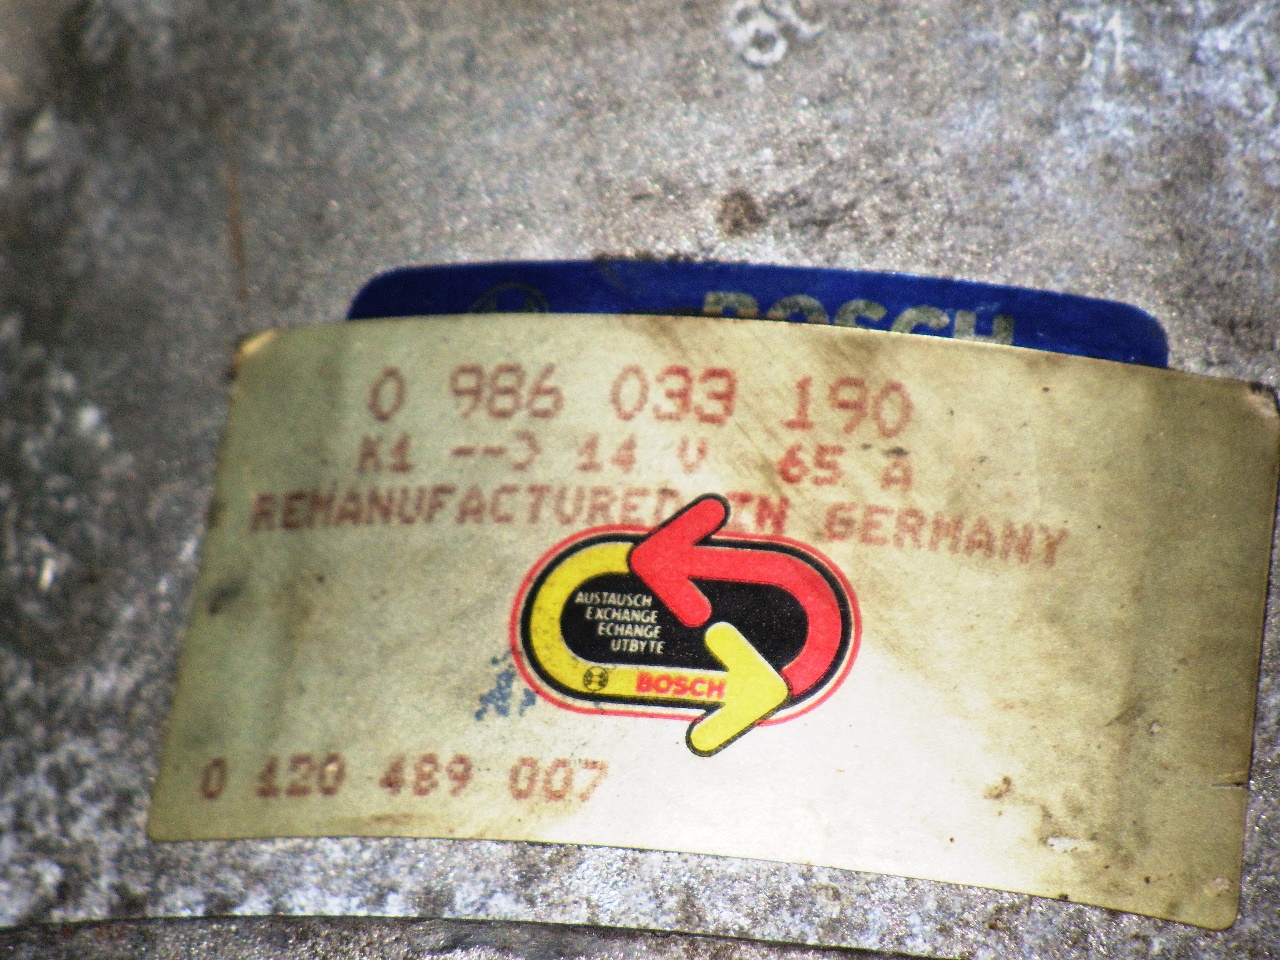 BOSCH
0 986 033 190
K1 --> 14 V 65 A
REMANUFACTURED IN GERMANY
AUSTAUSCH
EXCHANGE
ECHANGE
UTBYTE
BOSCH
0 120 489 007